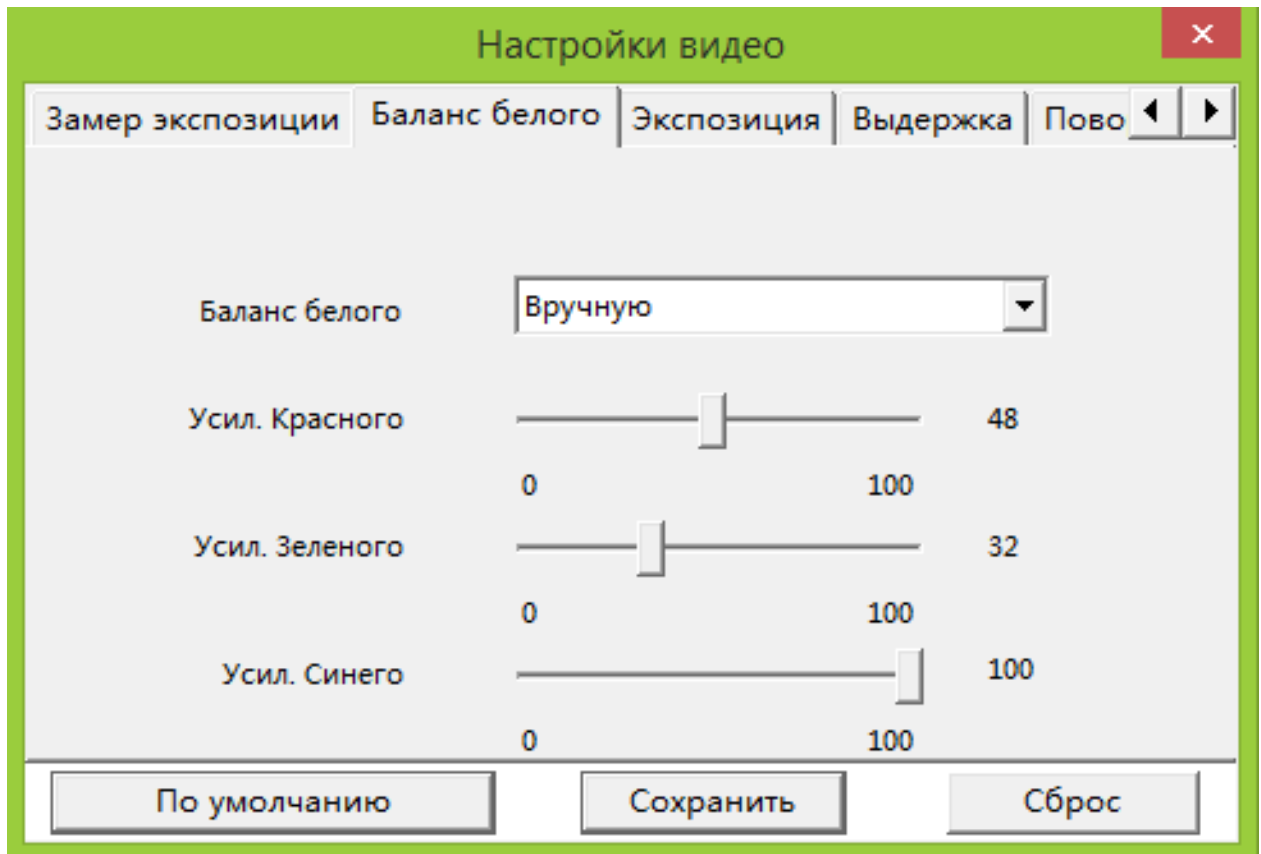 Настройки видео
×
Замер экспозиции Баланс белого Экспозиция Выдержка Пово
Баланс белого Вручную
Усил. Красного 48
0 100
Усил. Зеленого 32
0 100
Усил. Синего 100
0 100
По умолчанию Сохранить Сброс